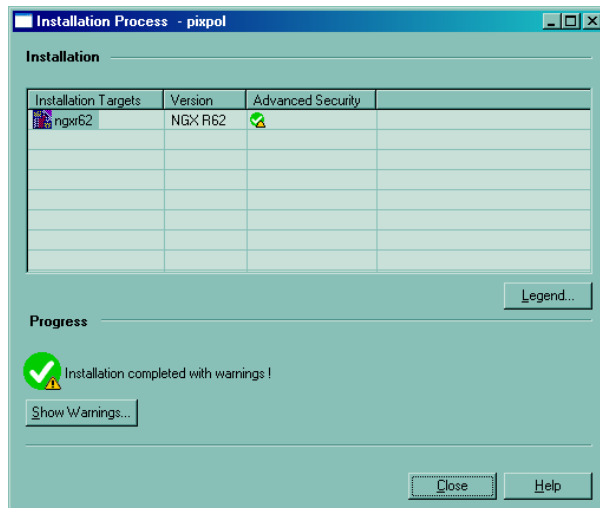 Installation Process - pixpol
Installation
Installation Targets Version Advanced Security
ngxr62 NGX R62
Legend...
Progress
Installation completed with warnings !
Show Warnings...
Close Help